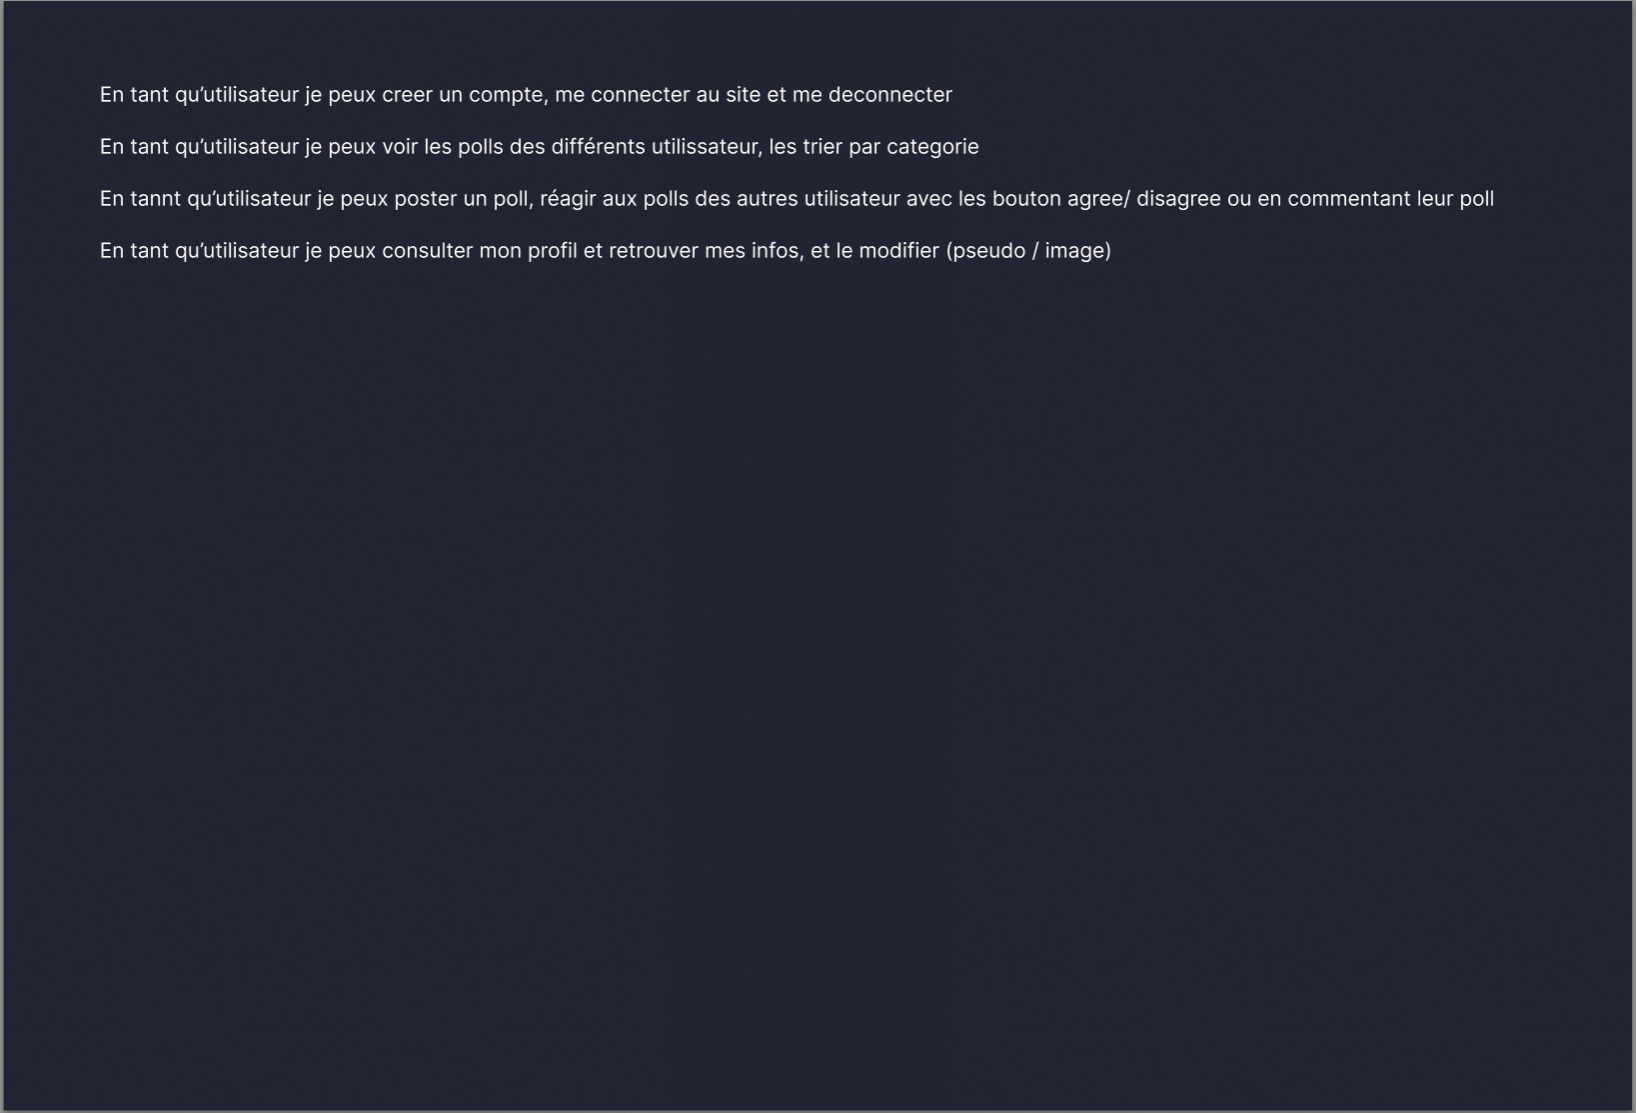 En tant qu’utilisateur je peux creer un compte, me connecter au site et me deconnecter
En tant qu’utilisateur je peux voir les polls des différents utilissateur, les trier par categorie
En tannt qu’utilisateur je peux poster un poll, réagir aux polls des autres utilisateur avec les bouton agree/ disagree ou en commentant leur poll
En tant qu’utilisateur je peux consulter mon profil et retrouver mes infos, et le modifier (pseudo / image)